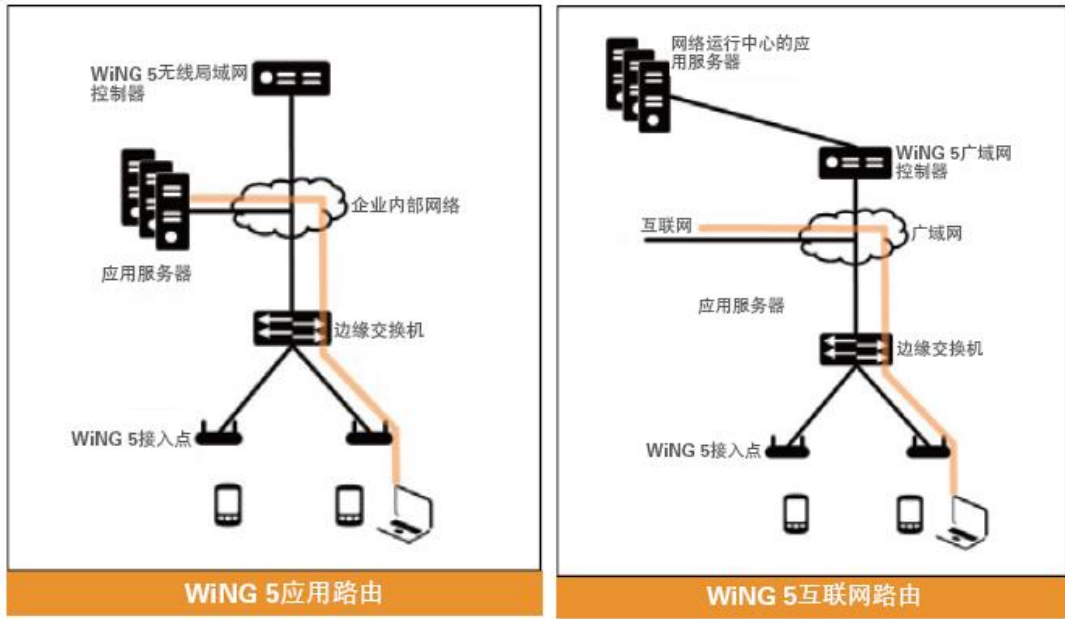 WiNG 5无线局域网
控制器
企业内部网络
应用服务器
边缘交换机
WiNG 5接入点
WiNG 5应用路由
网络运行中心的应
用服务器
WiNG 5广域网
控制器
互联网
广域网
应用服务器
边缘交换机
WiNG 5接入点
WiNG 5互联网路由